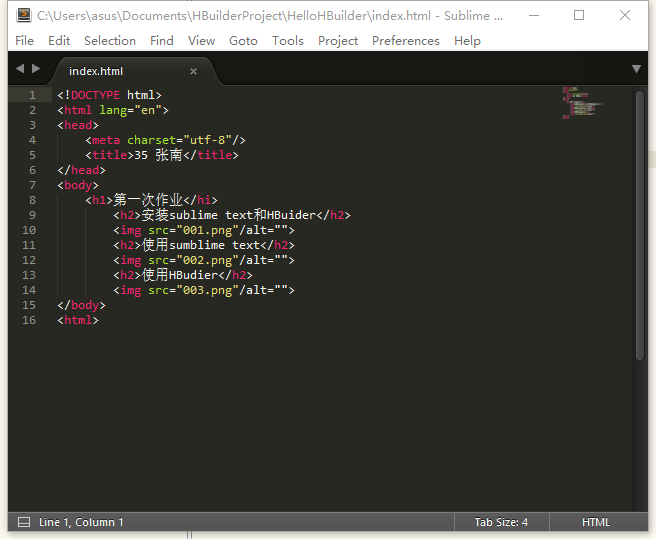 C:\Users\asus\Documents\HBuilderProject\HelloHBuilder\index.html - Sublime ...
File Edit Selection Find View Goto Tools Project Preferences Help
index.html ×
1 <!DOCTYPE html>
2 <html lang="en">
3 <head>
4 <meta charset="utf-8"/>
5 <title>35 张南</title>
6 </head>
7 <body>
8 <h1>第一次作业</hi>
9 <h2>安装sublime text和HBuider</h2>
10 <img src="001.png"/alt="">
11 <h2>使用sumblime text</h2>
12 <img src="002.png"/alt="">
13 <h2>使用HBudier</h2>
14 <img src="003.png"/alt="">
15 </body>
16 <html>
Line 1, Column 1 Tab Size: 4 HTML